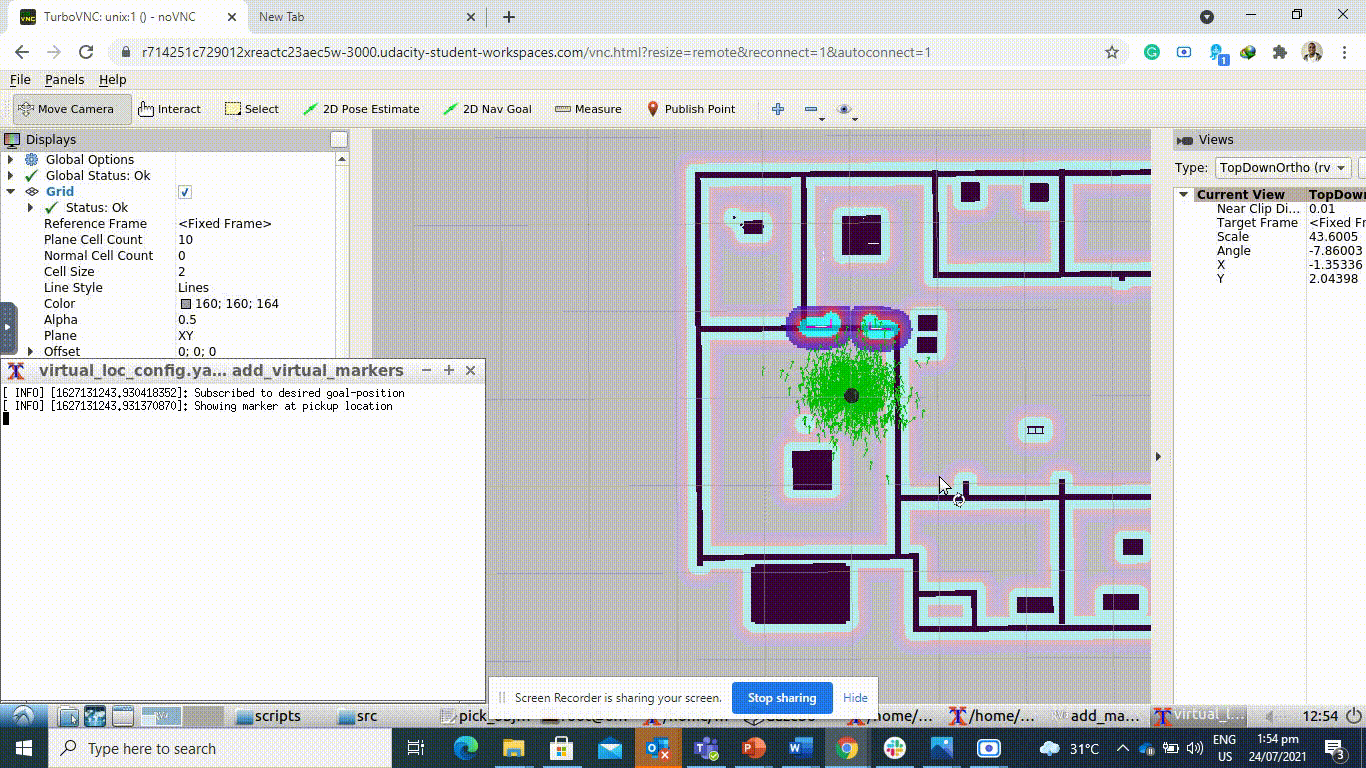 TurboVNC: unix:1 () - noVNC
New Tab
r714251c729012xreactc23aec5w-3000.udacity-student-workspaces.com/vnc.html?resize=remote&reconnect=1&autoconnect=1
1
File Panels Help
Move Camera Interact Select 2D Pose Estimate 2D Nav Goal Measure Publish Point
Displays
Global Options
Global Status: Ok
Grid
Status: Ok
Reference Frame <Fixed Frame>
Plane Cell Count 10
Normal Cell Count 0
Cell Size 2
Line Style Lines
Color 160; 160; 164
Alpha 0.5
Plane XY
Offset 0; 0; 0
Views
Type: TopDownOrtho (rv
Current View TopDown
Near Clip Di... 0.01
Target Frame <Fixed Fr
Scale 43.6005
Angle -7.86003
X -1.35336
Y 2.04398
virtual_loc_config.ya... add_virtual_markers
[ INFO] [1627131243.930418352]: Subscribed to desired goal-position
[ INFO] [1627131243.931370870]: Showing marker at pickup location
Screen Recorder is sharing your screen. Stop sharing Hide
scripts src /home/... /home/... add_ma... virtual_l... 12:54
Type here to search
31°C
ENG
US
1:54 pm
24/07/2021
3